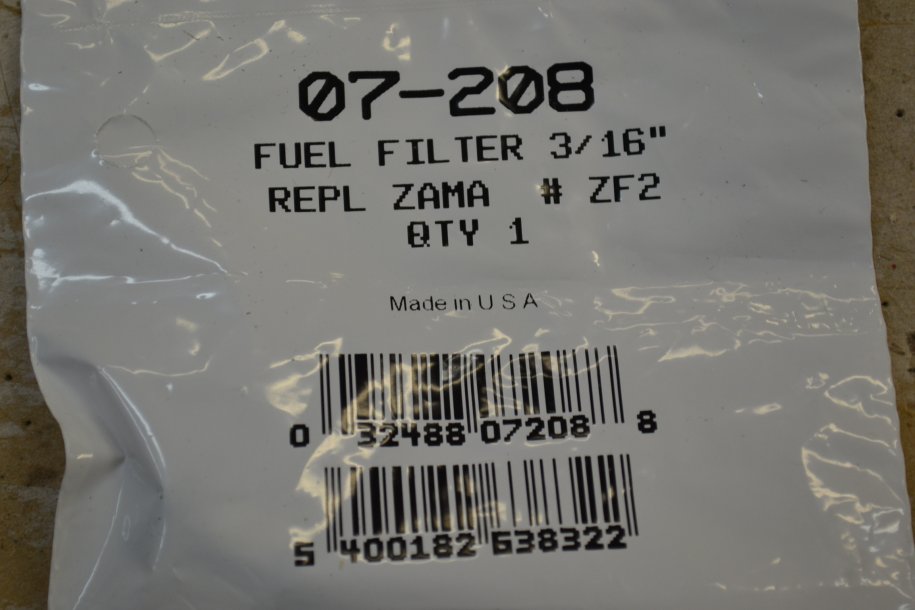 07-208
FUEL FILTER 3/16"
REPL ZAMA # ZF2
QTY 1
Made in U S A
0 32488 07208 8
5 400182 638322